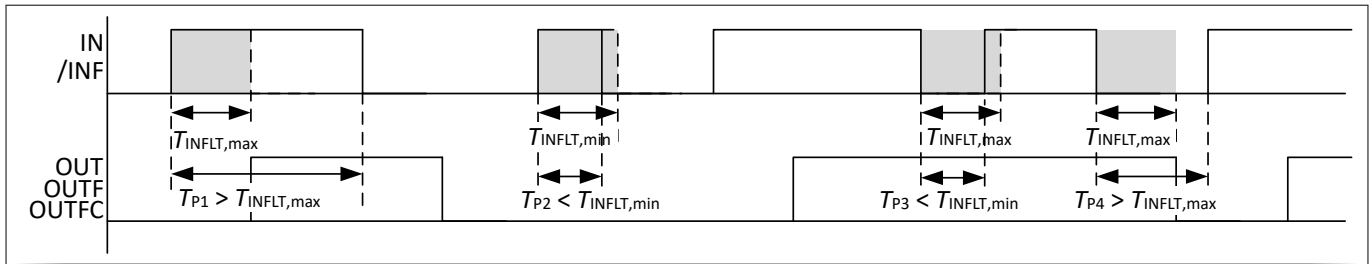 IN
/INF
TINFLT,max
TINFLT,min
TINFLT,max
TINFLT,max
OUT
OUTF
OUTFC
TP1 > TINFLT,max
TP2 < TINFLT,min
TP3 < TINFLT,min
TP4 > TINFLT,max